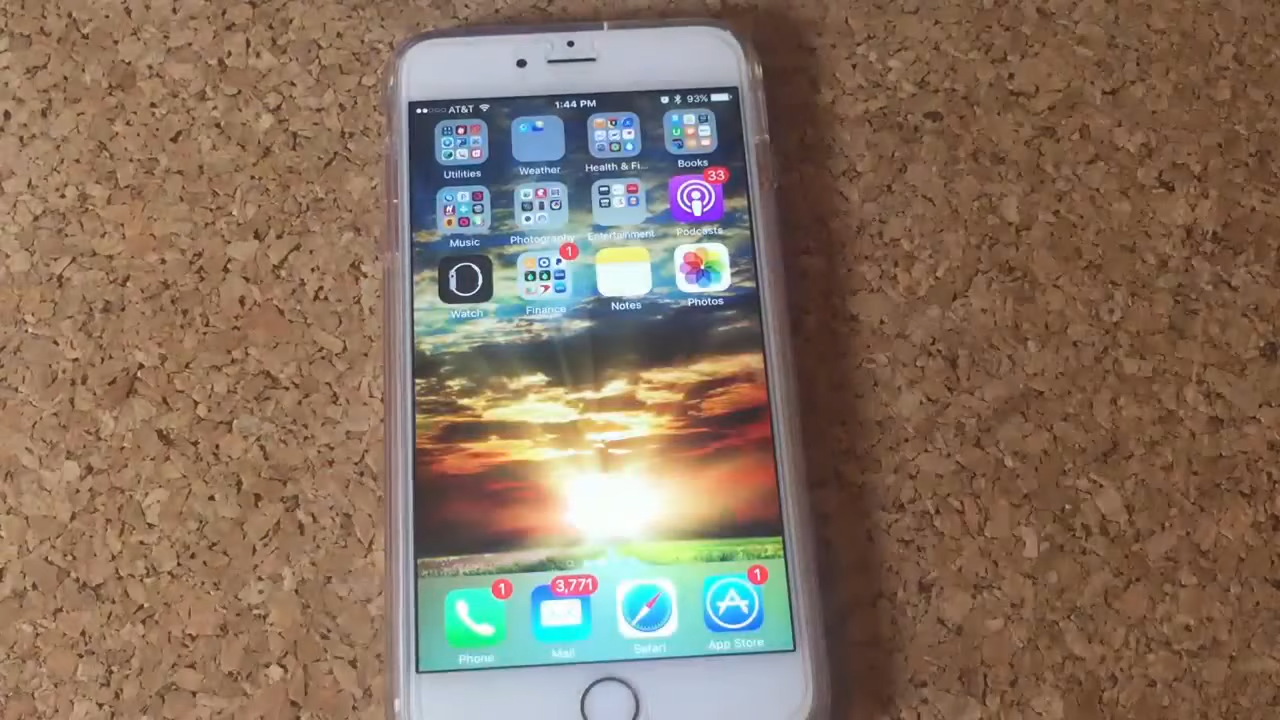 AT&T 1:44 PM 93%
Utilities Weather Health & Fi... Books
33
Music Photography Entertainment Podcasts
1
Watch Finance Notes Photos
1 3,771 1
Phone Mail Safari App Store